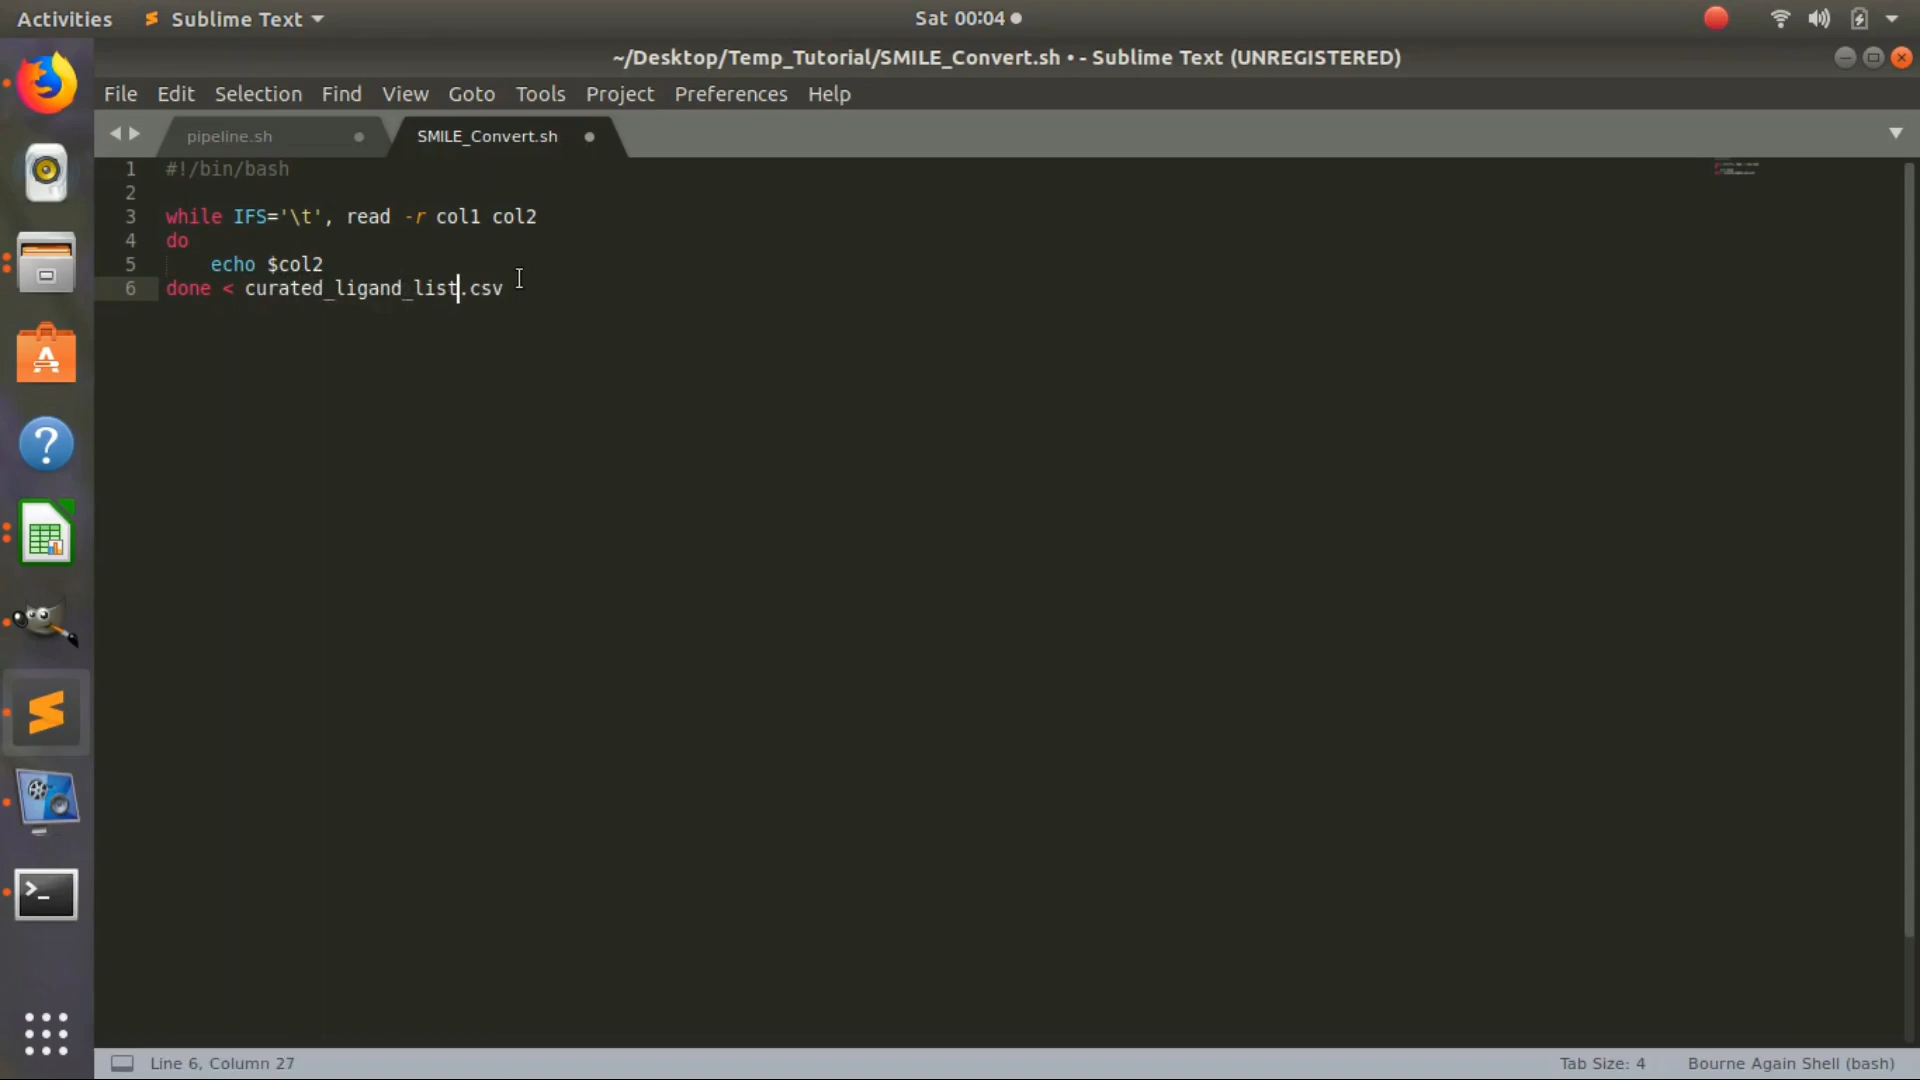 Activities Sublime Text Sat 00:04
~/Desktop/Temp_Tutorial/SMILE_Convert.sh • - Sublime Text (UNREGISTERED)
File Edit Selection Find View Goto Tools Project Preferences Help
pipeline.sh SMILE_Convert.sh
1 #!/bin/bash
2
3 while IFS='\t', read -r col1 col2
4 do
5 echo $col2
6 done < curated_ligand_list.csv
Line 6, Column 27 Tab Size: 4 Bourne Again Shell (bash)